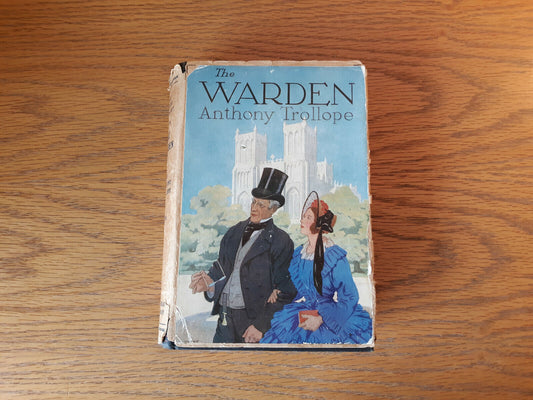 The
WARDEN
Anthony Trollope